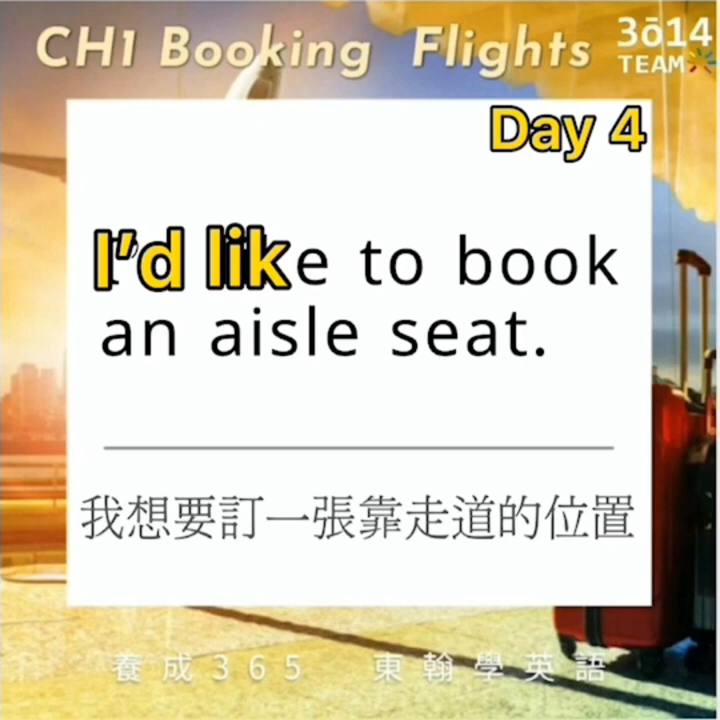 CH1 Booking Flights
3ō14
TEAM
Day 4
I'd like to book
an aisle seat.
我想要訂一張靠走道的位置
養成365 東翰學英語